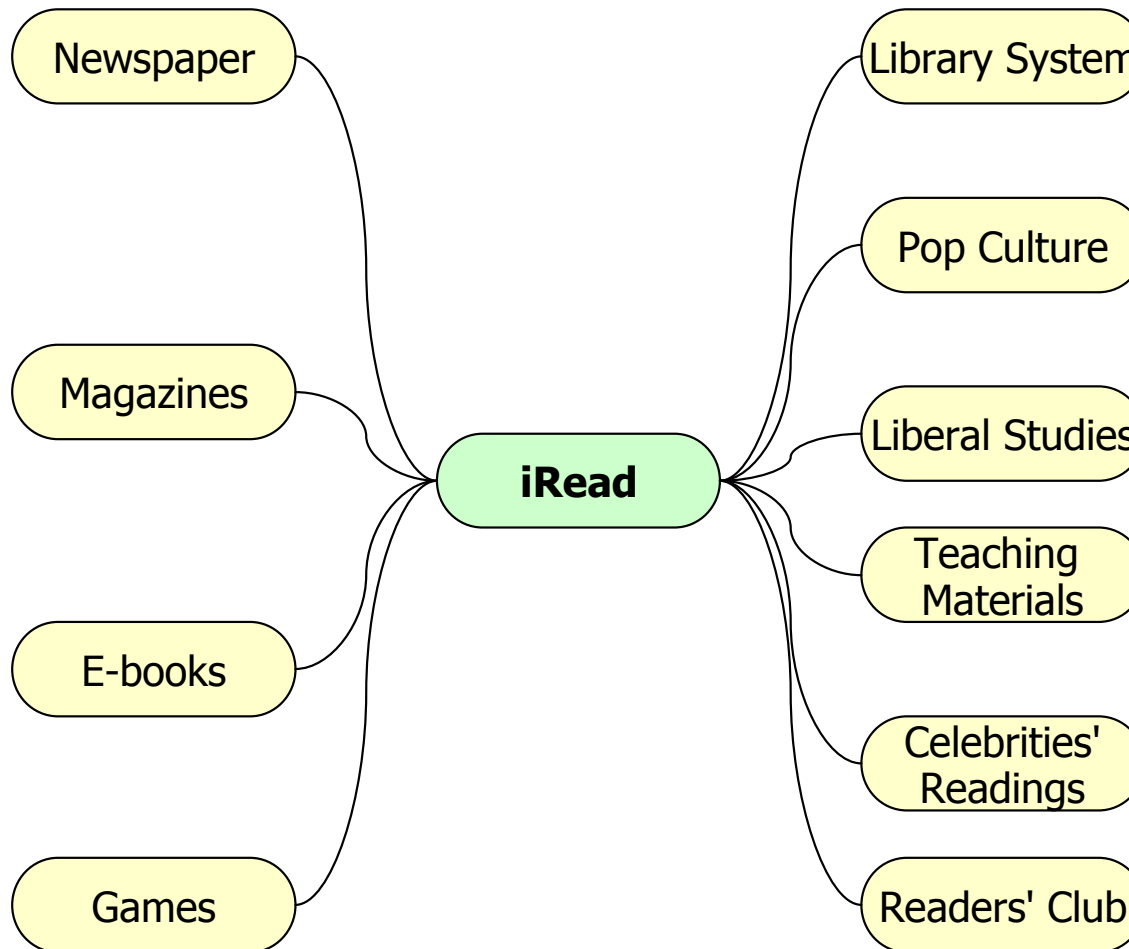 Newspaper
Magazines
E-books
Games
iRead
Library System
Pop Culture
Liberal Studies
Teaching
Materials
Celebrities'
Readings
Readers' Club